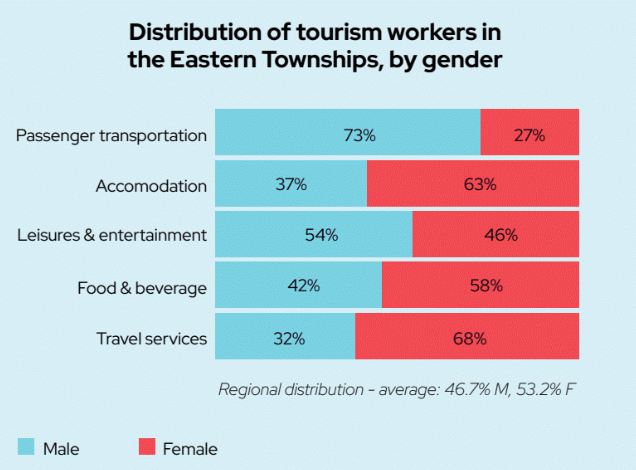 Distribution of tourism workers in
the Eastern Townships, by gender
Passenger transportation 73% 27%
Accomodation 37% 63%
Leisures & entertainment 54% 46%
Food & beverage 42% 58%
Travel services 32% 68%
Regional distribution - average: 46.7% M, 53.2% F
Male Female